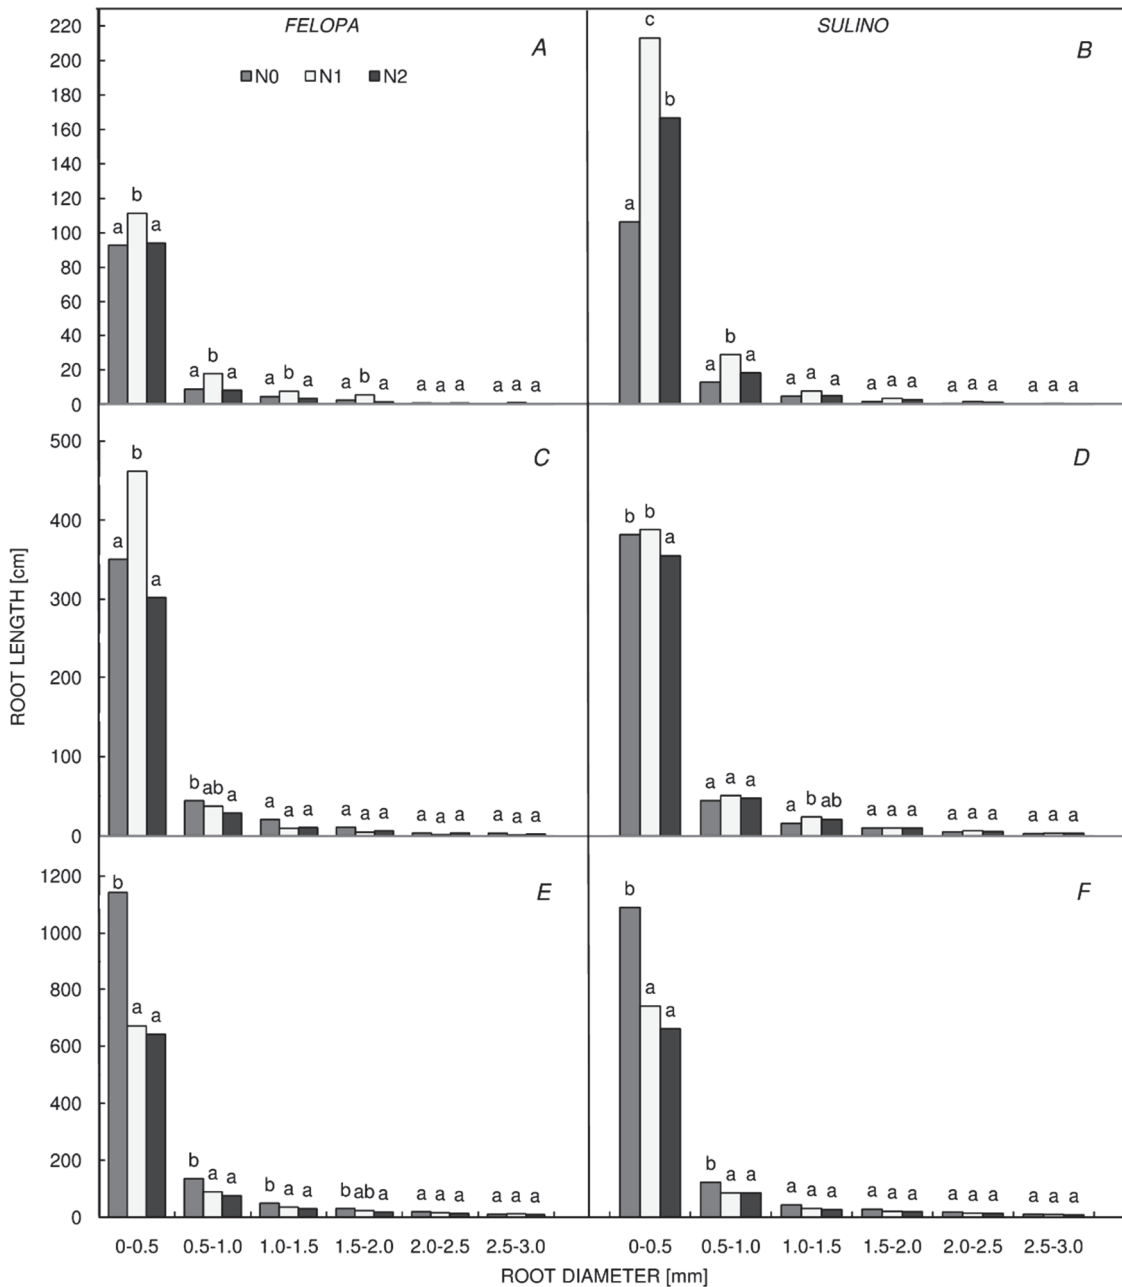 FELOPA
SULINO
A
B
N0 N1 N2
220
200
180
160
140
120
100
80
60
40
20
0
a b a
a b a
a b a
a b a
a a a
a a a
a c b
a b a
a a a
a a a
a a a
a a a
C
D
500
400
300
200
100
0
a b a
b ab a
a a a
a a a
a a a
a a a
b b a
a a a
a b ab
a a a
a a a
a a a
E
F
1200
1000
800
600
400
200
0
b a a
b a a
b a a
b ab a
a a a
a a a
b a a
b a a
a a a
a a a
a a a
a a a
0-0.5 0.5-1.0 1.0-1.5 1.5-2.0 2.0-2.5 2.5-3.0
0-0.5 0.5-1.0 1.0-1.5 1.5-2.0 2.0-2.5 2.5-3.0
ROOT LENGTH [cm]
ROOT DIAMETER [mm]